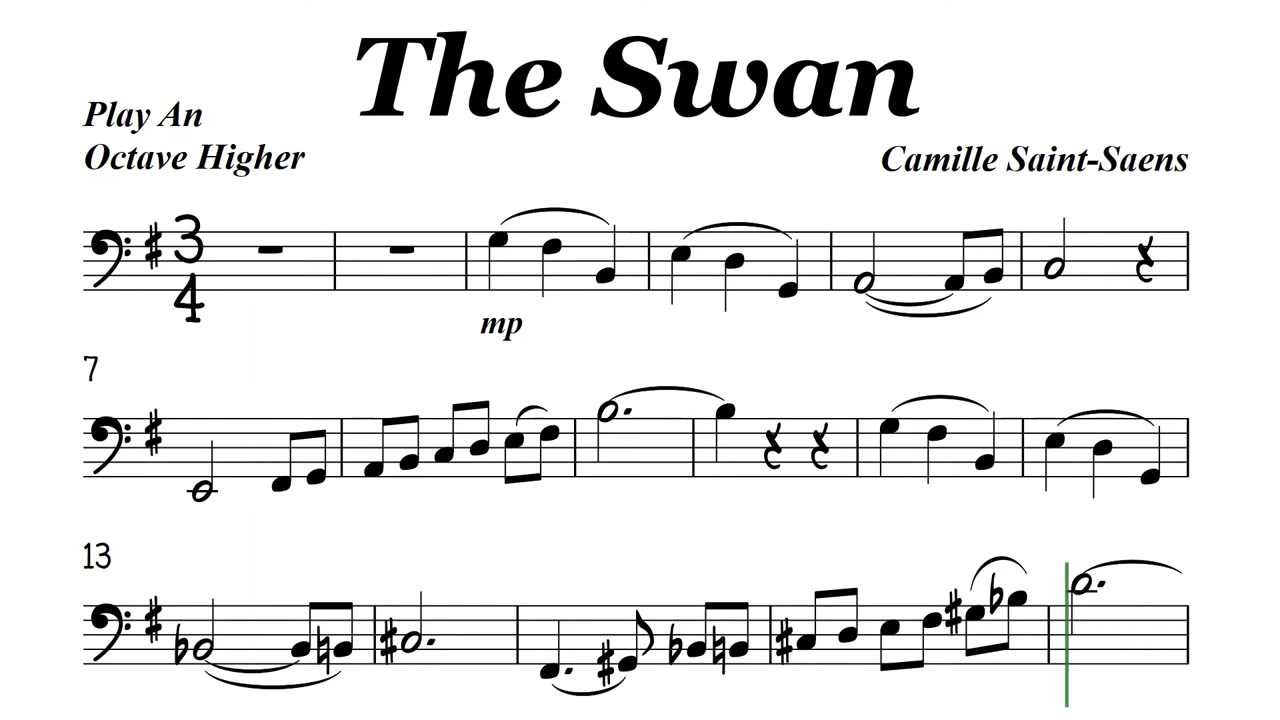 The Swan
Play An
Octave Higher
Camille Saint-Saens
3
4
mp
7
13